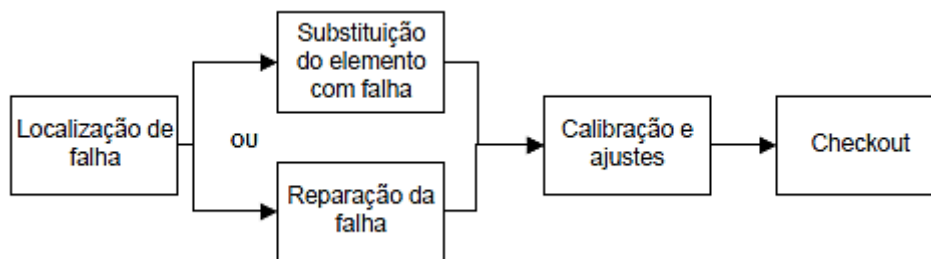 Localização de
falha
Substituição
do elemento
com falha
ou
Reparação da
falha
Calibração e
ajustes
Checkout